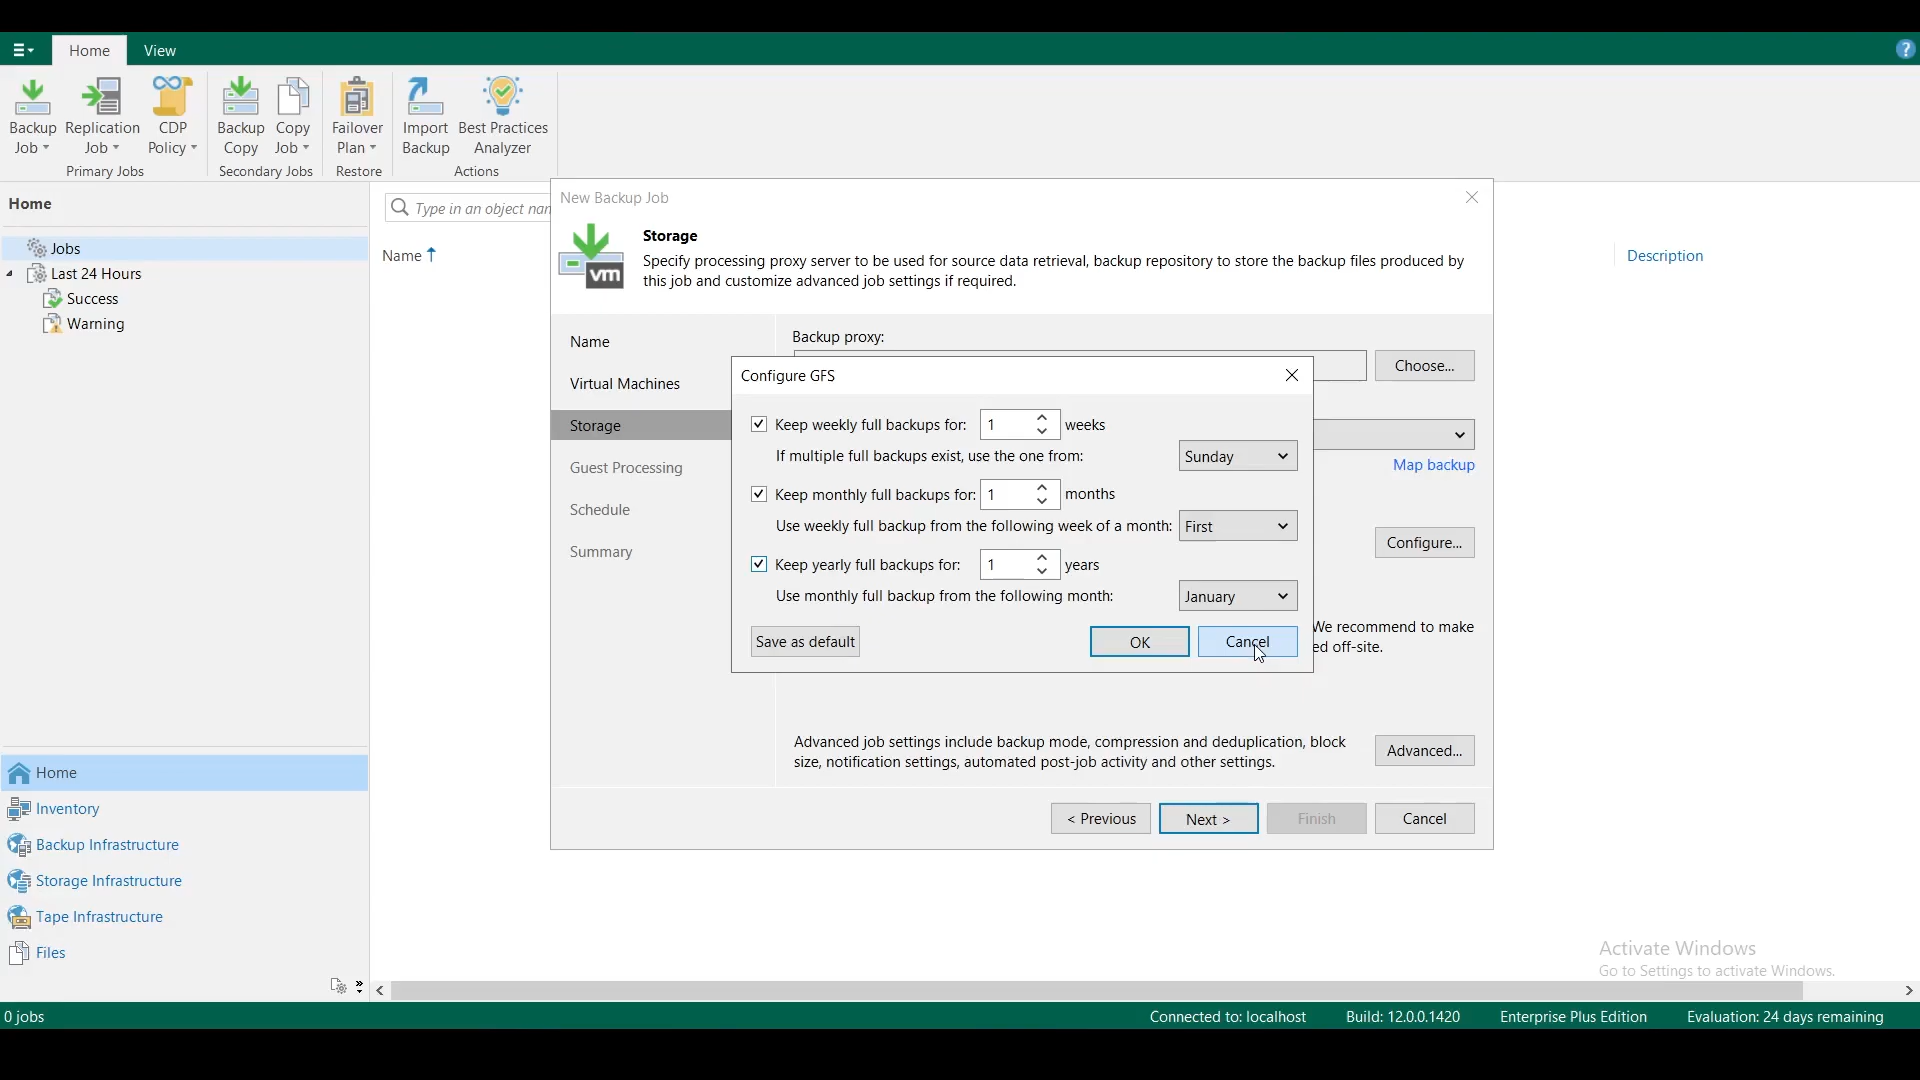 Home View ?
Backup Job Replication Job CDP Policy Backup Copy Copy Job Failover Plan Import Backup Best Practices Analyzer
Primary Jobs Secondary Jobs Restore Actions
Home
Jobs
Last 24 Hours
Success
Warning
Type in an object
Name
Description
New Backup Job
vm
Storage
Specify processing proxy server to be used for source data retrieval, backup repository to store the backup files produced by
this job and customize advanced job settings if required.
Name
Virtual Machines
Storage
Guest Processing
Schedule
Summary
Backup proxy:
Choose...
Map backup
Configure...
We recommend to make
off-site.
Configure GFS
Keep weekly full backups for: 1 weeks
If multiple full backups exist, use the one from: Sunday
Keep monthly full backups for: 1 months
Use weekly full backup from the following week of a month: First
Keep yearly full backups for: 1 years
Use monthly full backup from the following month: January
Save as default OK Cancel
Advanced job settings include backup mode, compression and deduplication, block
size, notification settings, automated post-job activity and other settings.
Advanced...
< Previous Next > Finish Cancel
Home
Inventory
Backup Infrastructure
Storage Infrastructure
Tape Infrastructure
Files
Activate Windows
Go to Settings to activate Windows.
0 jobs Connected to: localhost Build: 12.0.0.1420 Enterprise Plus Edition Evaluation: 24 days remaining